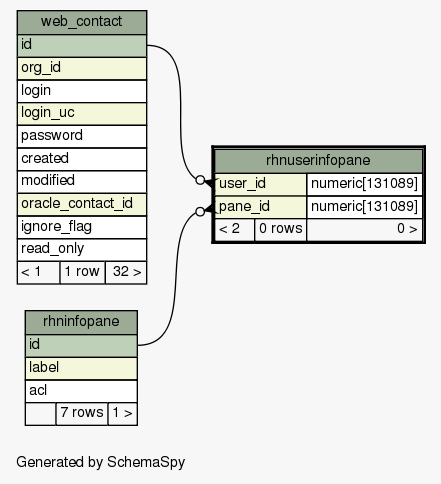 web_contact
id
org_id
login
login_uc
password
created
modified
oracle_contact_id
ignore_flag
read_only
< 1 1 row 32 >
rhnuserinfopane
user_id numeric[131089]
pane_id numeric[131089]
< 2 0 rows 0 >
rhninfopane
id
label
acl
7 rows 1 >
Generated by SchemaSpy